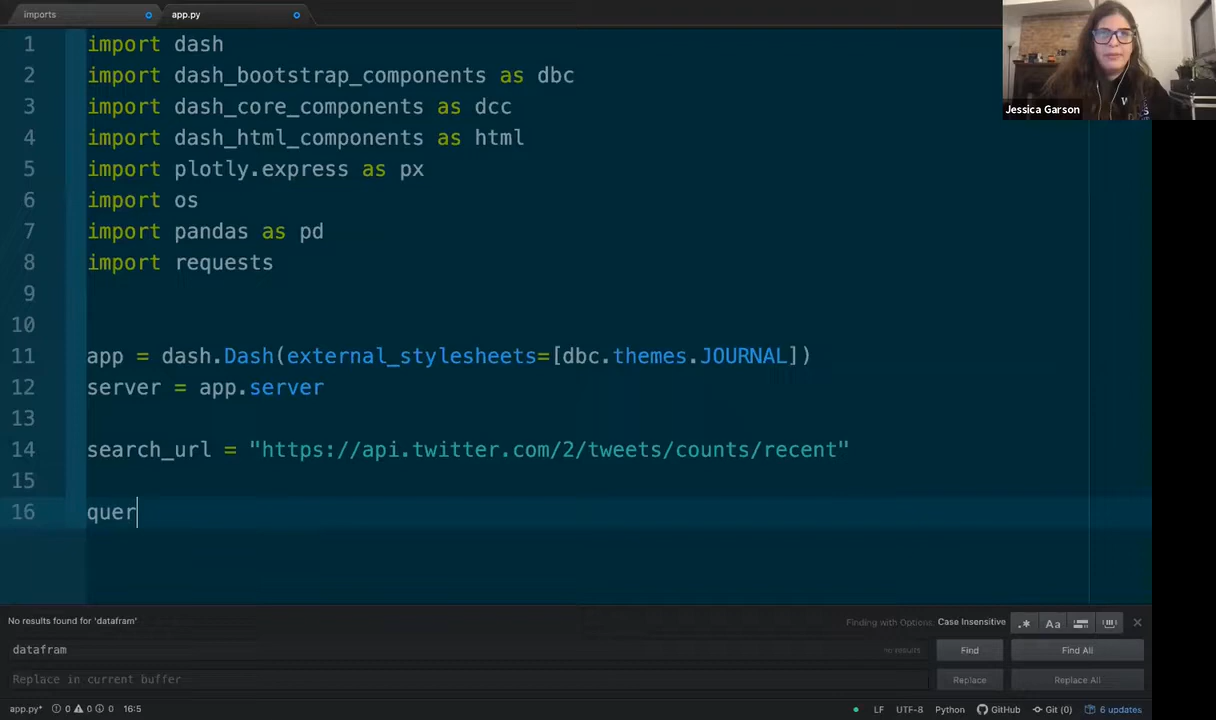 imports
app.py
1 import dash
2 import dash_bootstrap_components as dbc
3 import dash_core_components as dcc
4 import dash_html_components as html
5 import plotly.express as px
6 import os
7 import pandas as pd
8 import requests
9
10
11 app = dash.Dash(external_stylesheets=[dbc.themes.JOURNAL])
12 server = app.server
13
14 search_url = "https://api.twitter.com/2/tweets/counts/recent"
15
16 quer
Jessica Garson
No results found for 'datafram'
Finding with Options: Case Insensitive
.* Aa
datafram
no results
Find
Find All
Replace in current buffer
Replace
Replace All
app.py* 0 0 0 16:5
LF UTF-8 Python GitHub Git (0) 6 updates